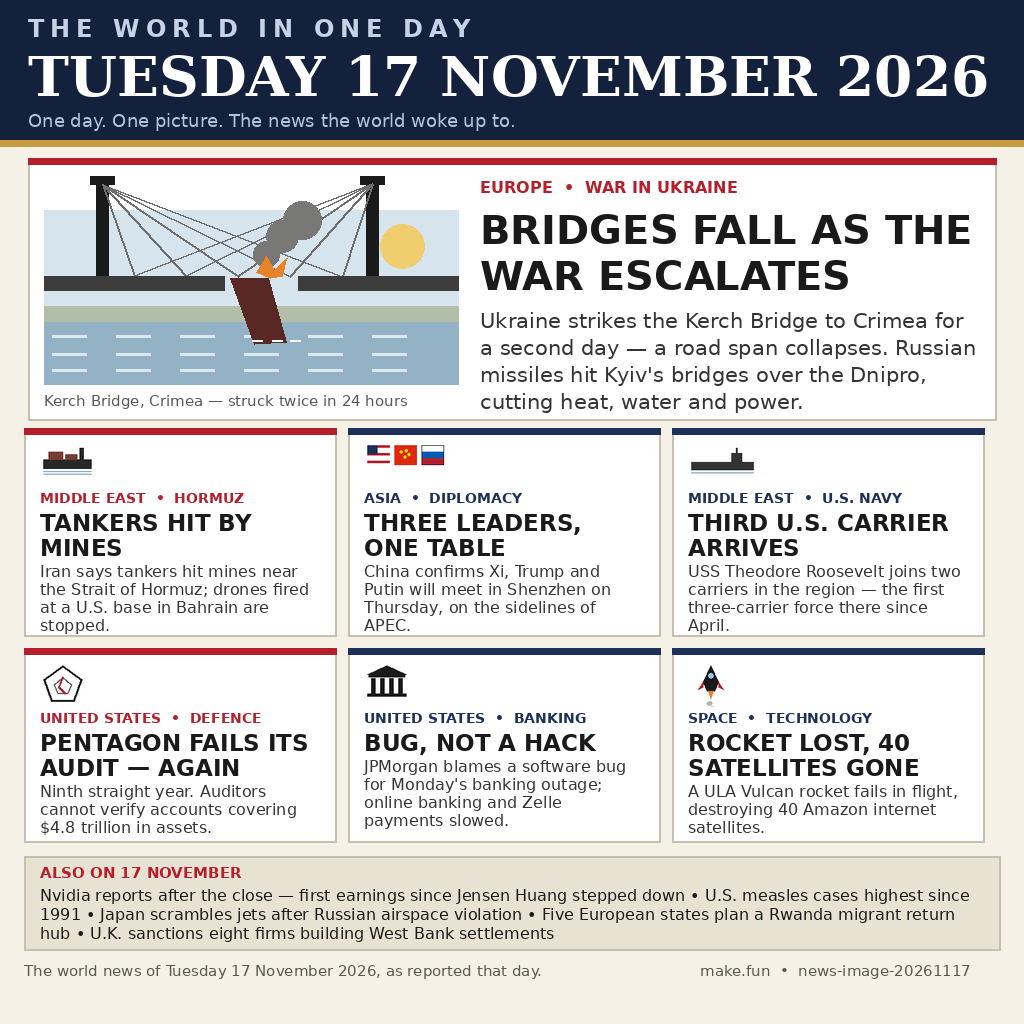 THE WORLD IN ONE DAY
TUESDAY 17 NOVEMBER 2026
One day. One picture. The news the world woke up to.
EUROPE • WAR IN UKRAINE
BRIDGES FALL AS THE
WAR ESCALATES
Ukraine strikes the Kerch Bridge to Crimea for
a second day — a road span collapses. Russian
missiles hit Kyiv's bridges over the Dnipro,
cutting heat, water and power.
Kerch Bridge, Crimea — struck twice in 24 hours
MIDDLE EAST • HORMUZ
TANKERS HIT BY
MINES
Iran says tankers hit mines near
the Strait of Hormuz; drones fired
at a U.S. base in Bahrain are
stopped.
ASIA • DIPLOMACY
THREE LEADERS,
ONE TABLE
China confirms Xi, Trump and
Putin will meet in Shenzhen on
Thursday, on the sidelines of
APEC.
MIDDLE EAST • U.S. NAVY
THIRD U.S. CARRIER
ARRIVES
USS Theodore Roosevelt joins two
carriers in the region — the first
three-carrier force there since
April.
UNITED STATES • DEFENCE
PENTAGON FAILS ITS
AUDIT — AGAIN
Ninth straight year. Auditors
cannot verify accounts covering
$4.8 trillion in assets.
UNITED STATES • BANKING
BUG, NOT A HACK
JPMorgan blames a software bug
for Monday's banking outage;
online banking and Zelle
payments slowed.
SPACE • TECHNOLOGY
ROCKET LOST, 40
SATELLITES GONE
A ULA Vulcan rocket fails in flight,
destroying 40 Amazon internet
satellites.
ALSO ON 17 NOVEMBER
Nvidia reports after the close — first earnings since Jensen Huang stepped down • U.S. measles cases highest since
1991 • Japan scrambles jets after Russian airspace violation • Five European states plan a Rwanda migrant return
hub • U.K. sanctions eight firms building West Bank settlements
The world news of Tuesday 17 November 2026, as reported that day.
make.fun • news-image-20261117